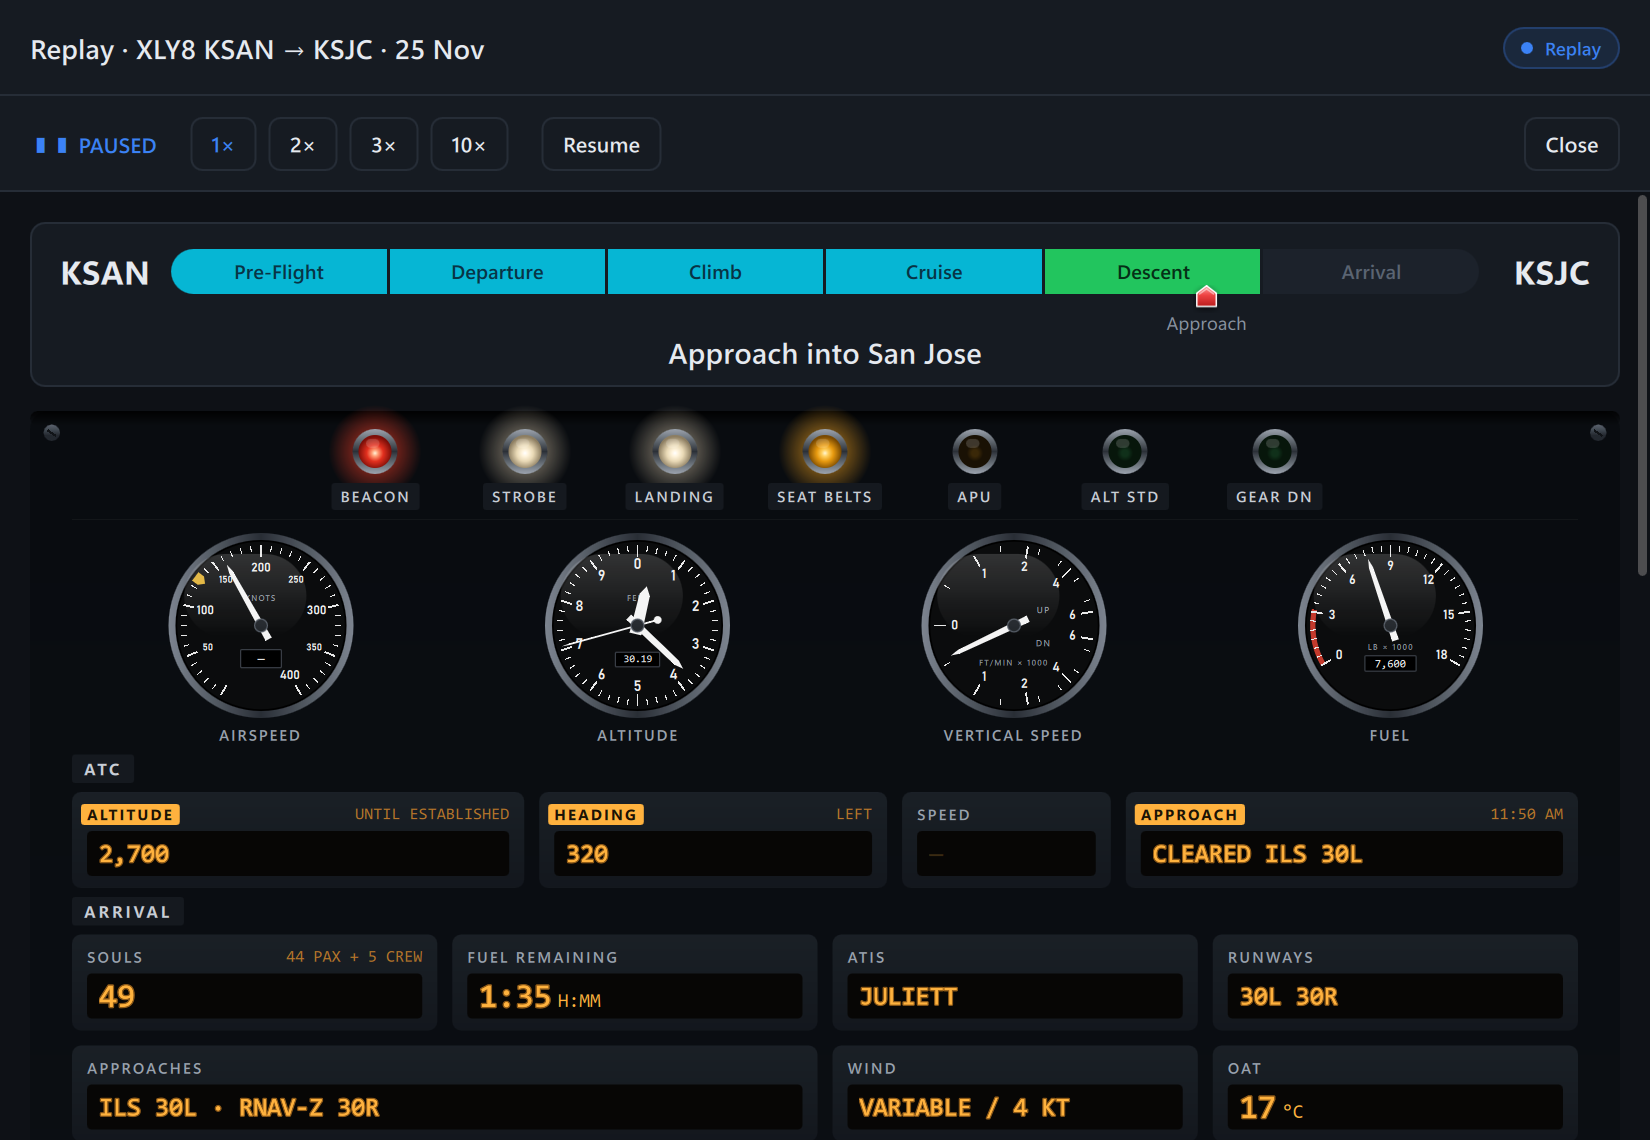 Replay · XLY8 KSAN → KSJC · 25 Nov
Replay
PAUSED
1×
2×
3×
10×
Resume
Close
KSAN
Pre-Flight
Departure
Climb
Cruise
Descent
Arrival
KSJC
Approach
Approach into San Jose
BEACON
STROBE
LANDING
SEAT BELTS
APU
ALT STD
GEAR DN
50
100
150
200
250
300
350
400
KNOTS
—
0
1
2
3
4
5
6
7
8
9
30.19
0
1
2
4
6
6
4
2
1
UP
DN
FT/MIN × 1000
0
3
6
9
12
15
18
LB × 1000
7,600
AIRSPEED
ALTITUDE
VERTICAL SPEED
FUEL
ATC
ALTITUDE UNTIL ESTABLISHED
2,700
HEADING LEFT
320
SPEED
—
APPROACH 11:50 AM
CLEARED ILS 30L
ARRIVAL
SOULS 44 PAX + 5 CREW
49
FUEL REMAINING
1:35 H:MM
ATIS
JULIETT
RUNWAYS
30L 30R
APPROACHES
ILS 30L · RNAV-Z 30R
WIND
VARIABLE / 4 KT
OAT
17 °C